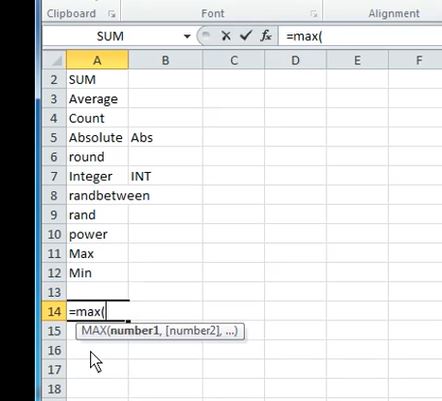 Clipboard Font Alignment
SUM fx =max(
A B C D E F
2 SUM
3 Average
4 Count
5 Absolute Abs
6 round
7 Integer INT
8 randbetween
9 rand
10 power
11 Max
12 Min
13
14 =max(
15 MAX(number1, [number2], ...)
16
17
18